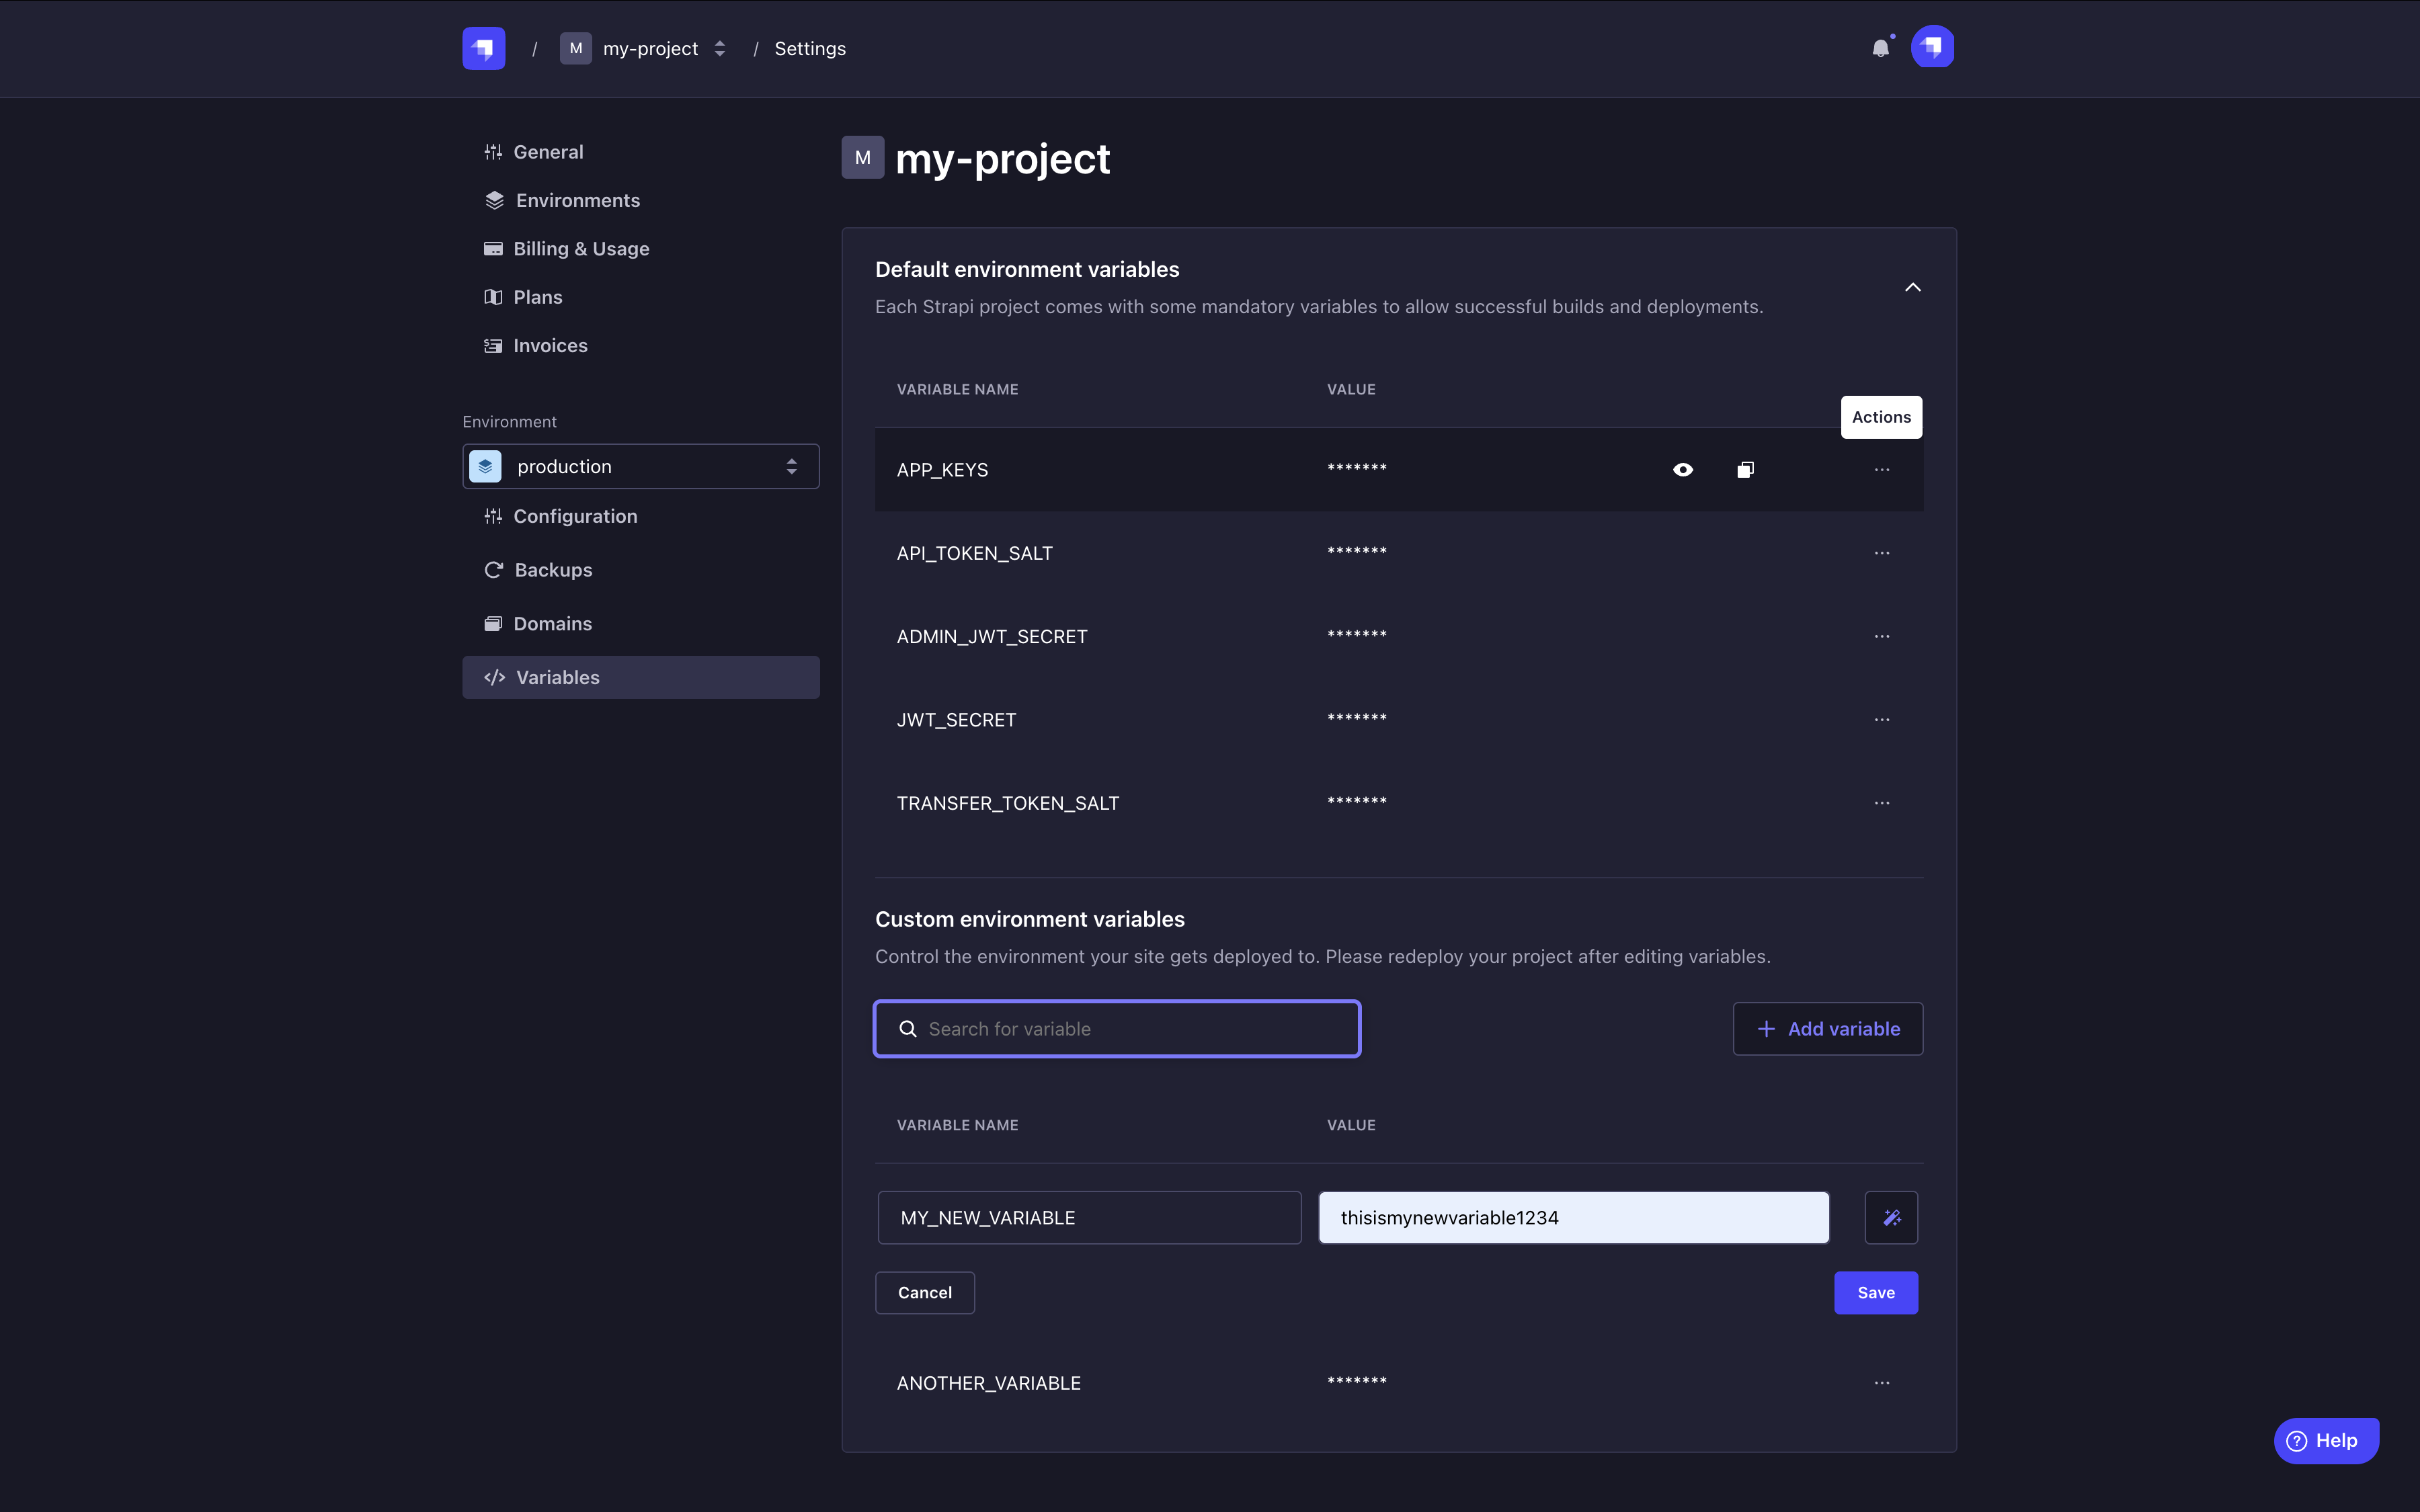 / M my-project / Settings
General
Environments
Billing & Usage
Plans
Invoices
Environment
production
Configuration
Backups
Domains
</> Variables
M my-project
Default environment variables
Each Strapi project comes with some mandatory variables to allow successful builds and deployments.
VARIABLE NAME VALUE
Actions
APP_KEYS ******* ...
API_TOKEN_SALT ******* ...
ADMIN_JWT_SECRET ******* ...
JWT_SECRET ******* ...
TRANSFER_TOKEN_SALT ******* ...
Custom environment variables
Control the environment your site gets deployed to. Please redeploy your project after editing variables.
Search for variable
+ Add variable
VARIABLE NAME VALUE
MY_NEW_VARIABLE thisismynewvariable1234
Cancel Save
ANOTHER_VARIABLE ******* ...
? Help